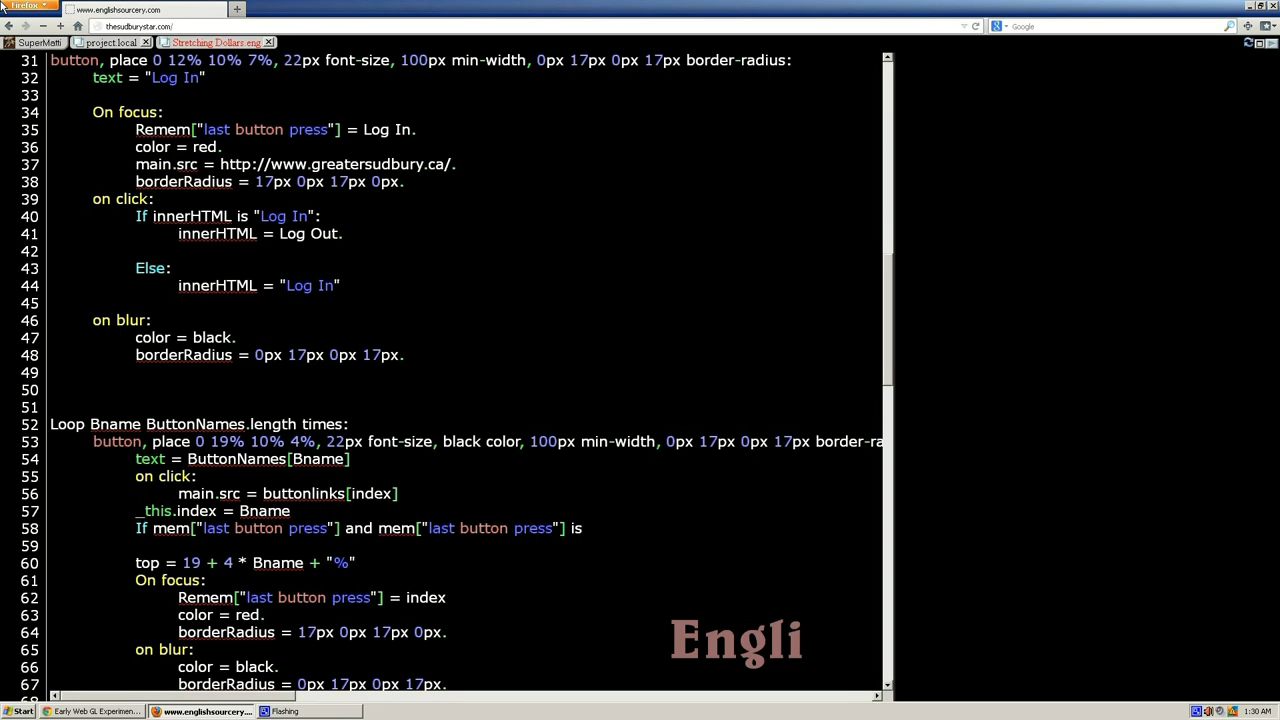 Firefox
www.englishsourcery.com
thesudburystar.com/
Google
SuperMatti project.local Stretching Dollars.eng
31 button, place 0 12% 10% 7%, 22px font-size, 100px min-width, 0px 17px 0px 17px border-radius:
32 text = "Log In"
33
34 On focus:
35 Remem["last button press"] = Log In.
36 color = red.
37 main.src = http://www.greatersudbury.ca/.
38 borderRadius = 17px 0px 17px 0px.
39 on click:
40 If innerHTML is "Log In":
41 innerHTML = Log Out.
42
43 Else:
44 innerHTML = "Log In"
45
46 on blur:
47 color = black.
48 borderRadius = 0px 17px 0px 17px.
49
50
51
52 Loop Bname ButtonNames.length times:
53 button, place 0 19% 10% 4%, 22px font-size, black color, 100px min-width, 0px 17px 0px 17px border-ra
54 text = ButtonNames[Bname]
55 on click:
56 main.src = buttonlinks[index]
57 _this.index = Bname
58 If mem["last button press"] and mem["last button press"] is
59
60 top = 19 + 4 * Bname + "%"
61 On focus:
62 Remem["last button press"] = index
63 color = red.
64 borderRadius = 17px 0px 17px 0px.
65 on blur:
66 color = black.
67 borderRadius = 0px 17px 0px 17px.
Engli
Start Early Web GL Experimen... www.englishsourcery.... Flashing 1:30 AM